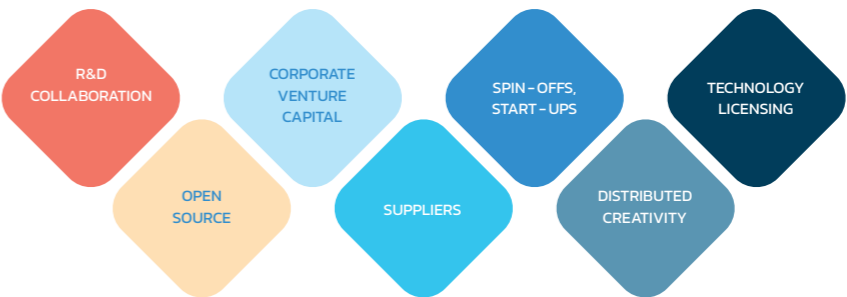 R&D
COLLABORATION
CORPORATE
VENTURE
CAPITAL
SPIN-OFFS,
START-UPS
TECHNOLOGY
LICENSING
OPEN
SOURCE
SUPPLIERS
DISTRIBUTED
CREATIVITY